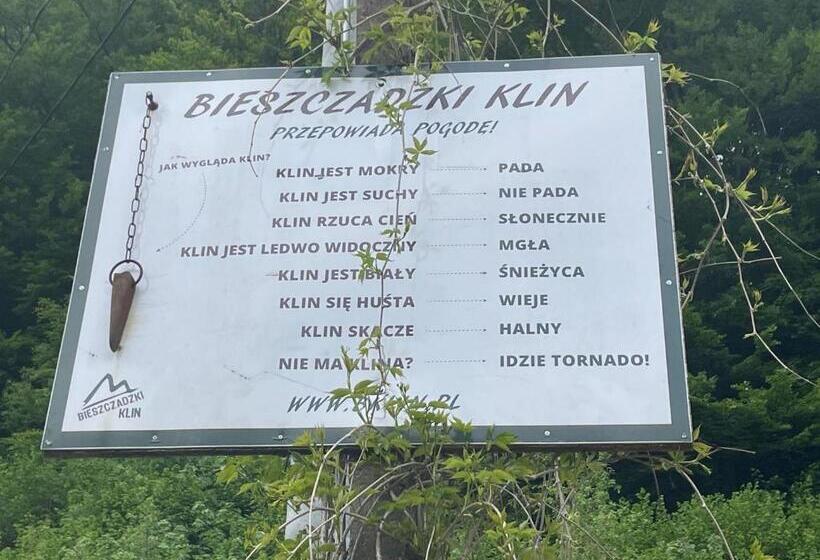 BIESZCZADZKI KLIN
PRZEPOWIADA POGODĘ!
JAK WYGLĄDA KLIN?
KLIN JEST MOKRY PADA
KLIN JEST SUCHY NIE PADA
KLIN RZUCA CIEŃ SŁONECZNIE
KLIN JEST LEDWO WIDOCZNY MGŁA
KLIN JEST BIAŁY ŚNIEŻYCA
KLIN SIĘ HUŚTA WIEJE
KLIN SKACZE HALNY
NIE MA KLINA? IDZIE TORNADO!
BIESZCZADZKI
KLIN